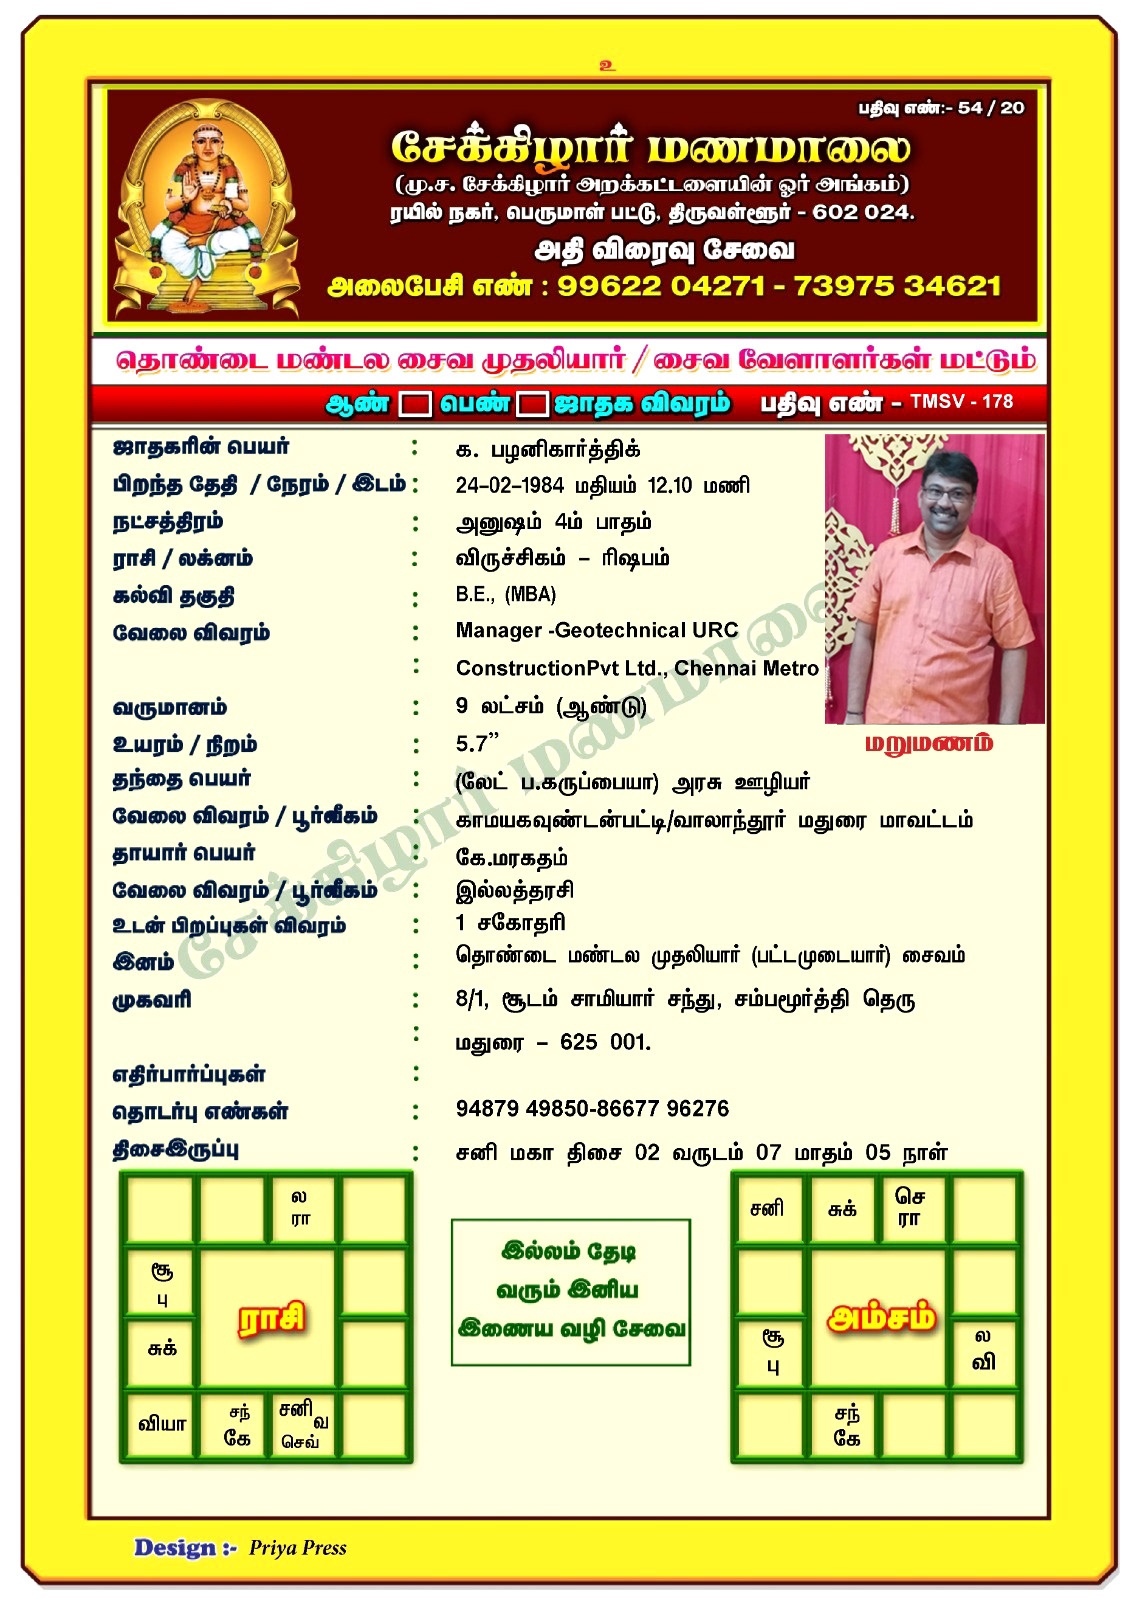 உ
பதிவு எண்:- 54 / 20
சேக்கிழார் மணமாலை
(மு.ச. சேக்கிழார் அறக்கட்டளையின் ஓர் அங்கம்)
ரயில் நகர், பெருமாள் பட்டு, திருவள்ளூர் - 602 024.
அதி விரைவு சேவை
அலைபேசி எண் : 99622 04271 - 73975 34621
தொண்டை மண்டல சைவ முதலியார் / சைவ வேளாளர்கள் மட்டும்
ஆண் பெண் ஜாதக விவரம் பதிவு எண் - TMSV - 178
ஜாதகரின் பெயர் : க. பழனிகார்த்திக்
பிறந்த தேதி / நேரம் / இடம் : 24-02-1984 மதியம் 12.10 மணி
நட்சத்திரம் : அனுஷம் 4ம் பாதம்
ராசி / லக்னம் : விருச்சிகம் - ரிஷபம்
கல்வி தகுதி : B.E., (MBA)
வேலை விவரம் : Manager -Geotechnical URC
: ConstructionPvt Ltd., Chennai Metro
வருமானம் : 9 லட்சம் (ஆண்டு)
உயரம் / நிறம் : 5.7”
மறுமணம்
தந்தை பெயர் : (லேட் ப.கருப்பையா) அரசு ஊழியர்
வேலை விவரம் / பூர்வீகம் : காமயகவுண்டன்பட்டி/வாலாந்தூர் மதுரை மாவட்டம்
தாயார் பெயர் : கே.மரகதம்
வேலை விவரம் / பூர்வீகம் : இல்லத்தரசி
உடன் பிறப்புகள் விவரம் : 1 சகோதரி
இனம் : தொண்டை மண்டல முதலியார் (பட்டமுடையார்) சைவம்
முகவரி : 8/1, சூடம் சாமியார் சந்து, சம்பமூர்த்தி தெரு
: மதுரை - 625 001.
எதிர்பார்ப்புகள் :
தொடர்பு எண்கள் : 94879 49850-86677 96276
திசைஇருப்பு : சனி மகா திசை 02 வருடம் 07 மாதம் 05 நாள்
சேக்கிழார் மணமாலை
ல
ரா
சூ
பு
ராசி
சுக்
வியா
சந்
கே
சனி
வ
செவ்
இல்லம் தேடி
வரும் இனிய
இணைய வழி சேவை
சனி
சுக்
செ
ரா
அம்சம்
சூ
பு
ல
வி
சந்
கே
Design :- Priya Press